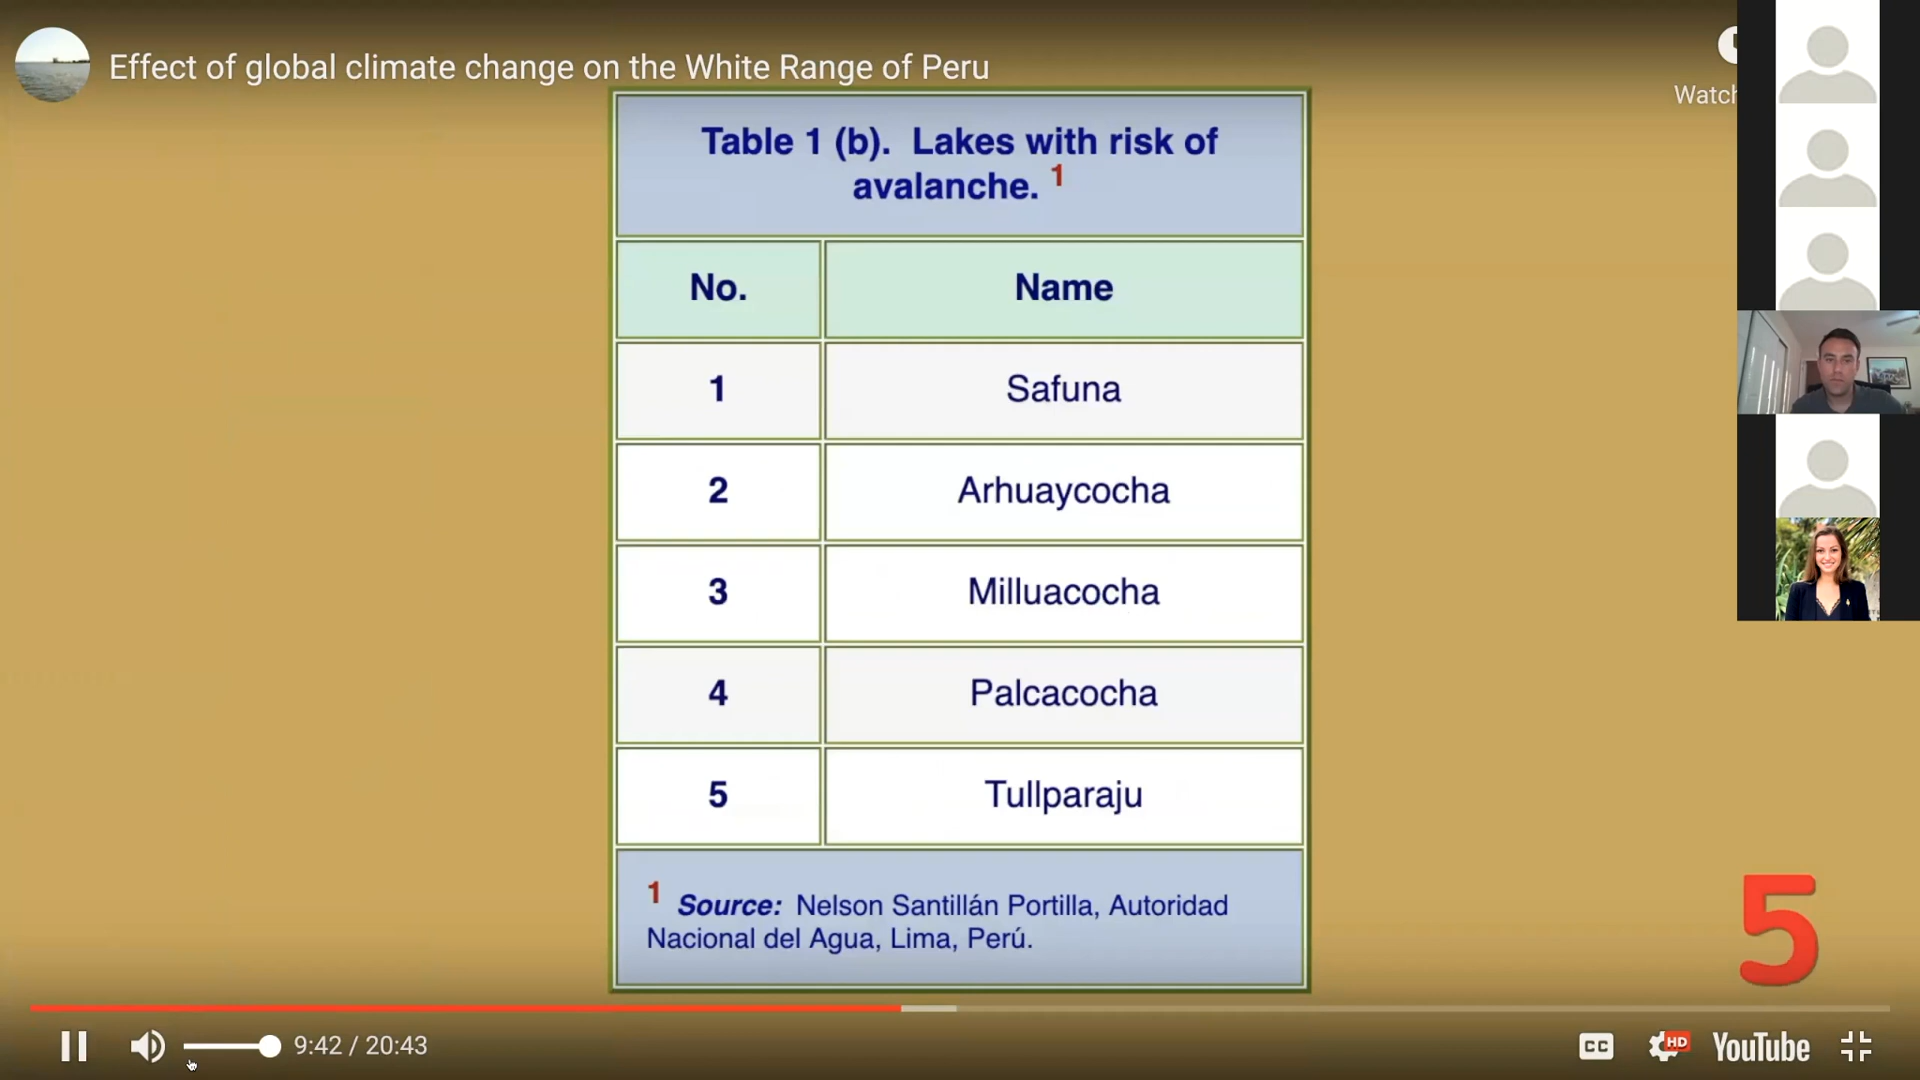 Effect of global climate change on the White Range of Peru
Watch
Table 1 (b). Lakes with risk of
avalanche. 1
No. Name
1 Safuna
2 Arhuaycocha
3 Milluacocha
4 Palcacocha
5 Tullparaju
1 Source: Nelson Santillán Portilla, Autoridad
Nacional del Agua, Lima, Perú.
5
9:42 / 20:43
CC
HD
YouTube